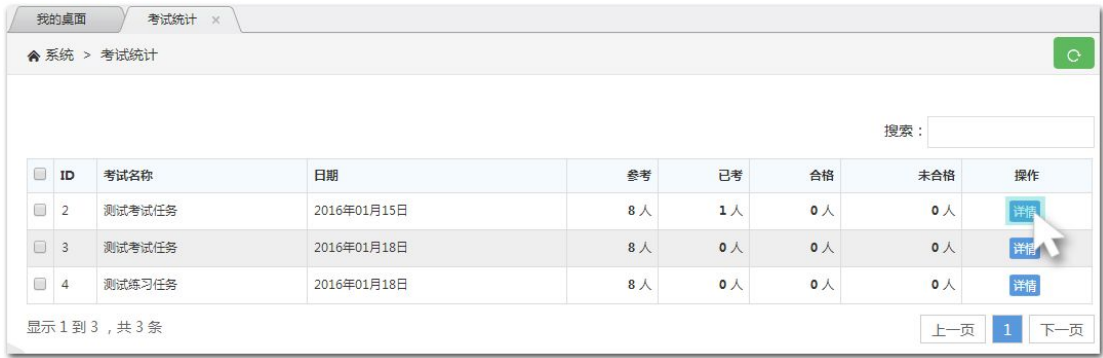 我的桌面 考试统计 ×
系统 > 考试统计
搜索：
ID 考试名称 日期 参考 已考 合格 未合格 操作
2 测试考试任务 2016年01月15日 8 人 1 人 0 人 0 人 详情
3 测试考试任务 2016年01月18日 8 人 0 人 0 人 0 人 详情
4 测试练习任务 2016年01月18日 8 人 0 人 0 人 0 人 详情
显示 1 到 3 ，共 3 条 上一页 1 下一页